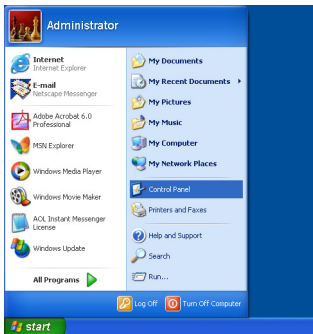 Administrator
Internet
Internet Explorer
E-mail
Netscape Messenger
Adobe Acrobat 6.0
Professional
MSN Explorer
Windows Media Player
Windows Movie Maker
AOL Instant Messenger
License
Windows Update
All Programs
My Documents
My Recent Documents
My Pictures
My Music
My Computer
My Network Places
Control Panel
Printers and Faxes
Help and Support
Search
Run...
Log Off
Turn Off Computer
start